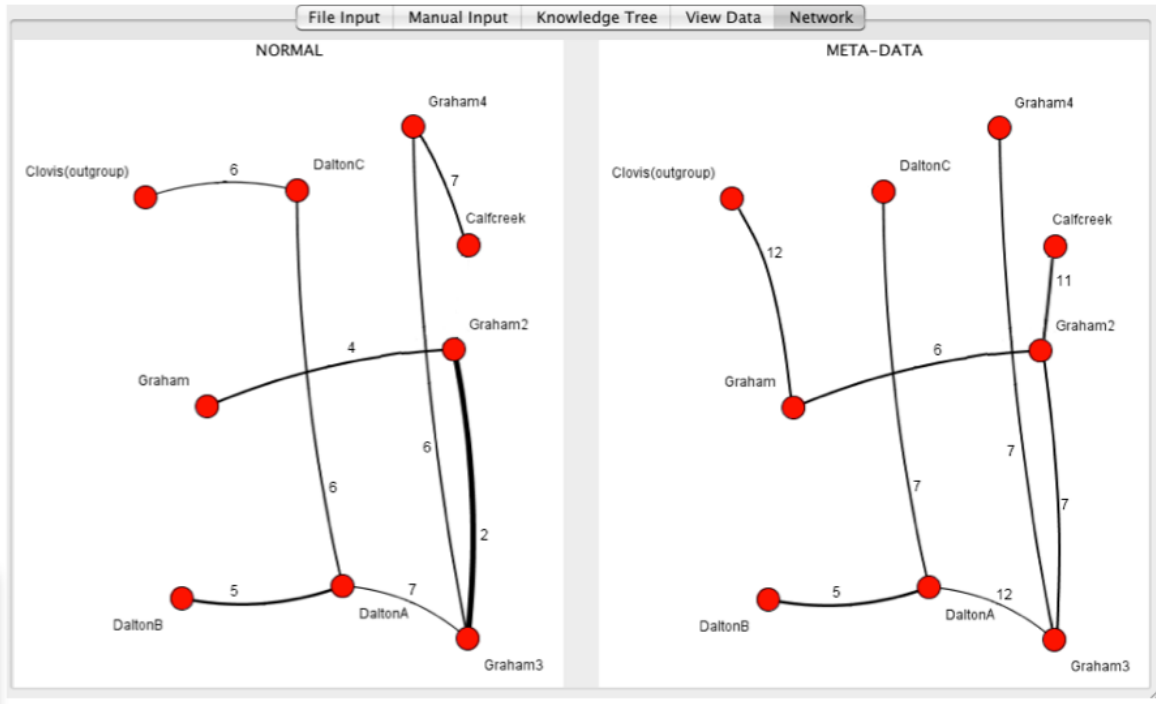 File Input Manual Input Knowledge Tree View Data Network
NORMAL
Graham4
Clovis(outgroup)
6
DaltonC
7
Calfcreek
Graham2
4
Graham
6
6
2
5
7
DaltonB
DaltonA
Graham3
META-DATA
Graham4
Clovis(outgroup)
DaltonC
Calfcreek
12
11
Graham2
6
Graham
7
7
7
5
12
DaltonB
DaltonA
Graham3